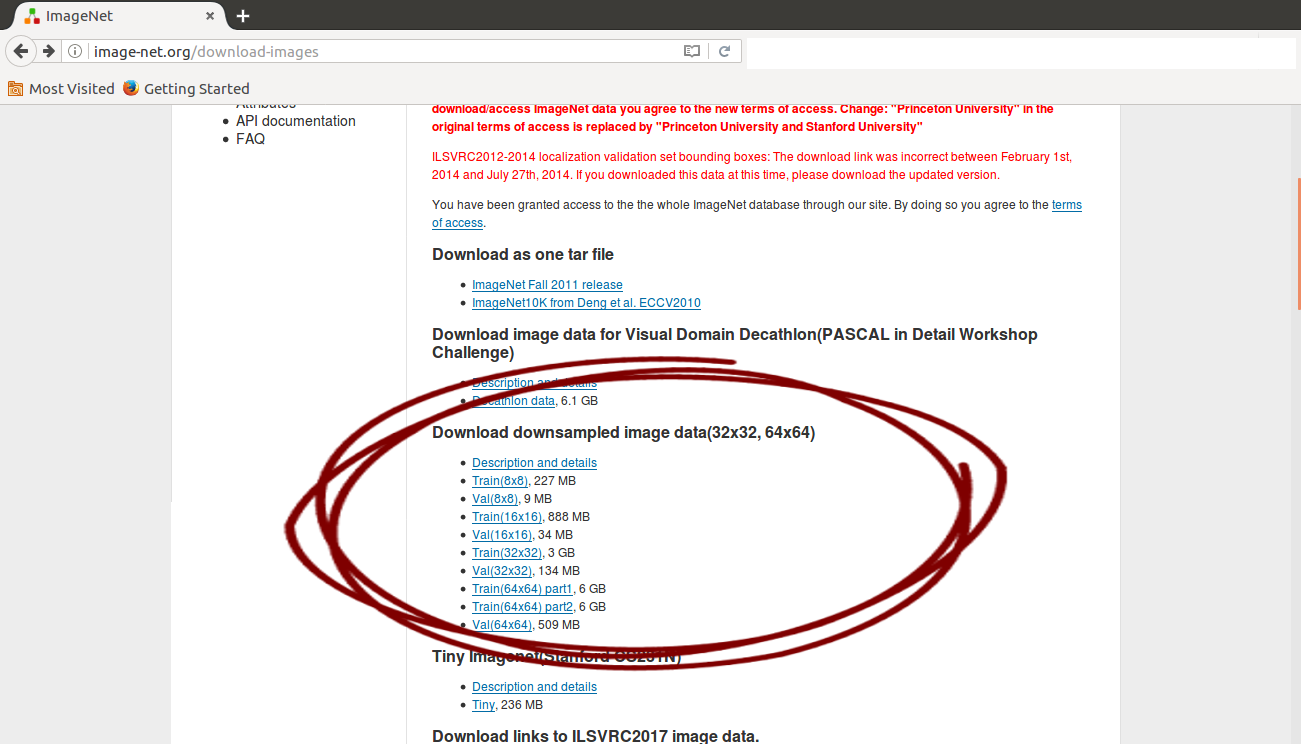 ImageNet
image-net.org/download-images
Most Visited
Getting Started
Attributes
API documentation
FAQ
download/access ImageNet data you agree to the new terms of access. Change: "Princeton University" in the
original terms of access is replaced by "Princeton University and Stanford University"
ILSVRC2012-2014 localization validation set bounding boxes: The download link was incorrect between February 1st,
2014 and July 27th, 2014. If you downloaded this data at this time, please download the updated version.
You have been granted access to the the whole ImageNet database through our site. By doing so you agree to the terms
of access.
Download as one tar file
ImageNet Fall 2011 release
ImageNet10K from Deng et al. ECCV2010
Download image data for Visual Domain Decathlon(PASCAL in Detail Workshop
Challenge)
Description and details
Decathlon data, 6.1 GB
Download downsampled image data(32x32, 64x64)
Description and details
Train(8x8), 227 MB
Val(8x8), 9 MB
Train(16x16), 888 MB
Val(16x16), 34 MB
Train(32x32), 3 GB
Val(32x32), 134 MB
Train(64x64) part1, 6 GB
Train(64x64) part2, 6 GB
Val(64x64), 509 MB
Tiny Imagenet(Stanford CS231N)
Description and details
Tiny, 236 MB
Download links to ILSVRC2017 image data.